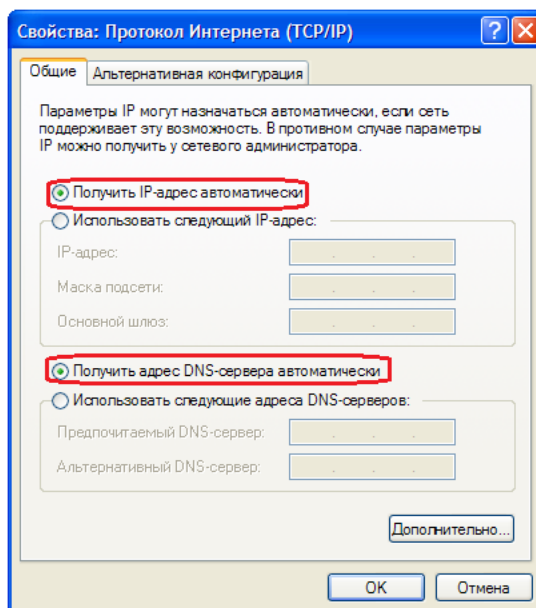 Свойства: Протокол Интернета (TCP/IP)
Общие
Альтернативная конфигурация
Параметры IP могут назначаться автоматически, если сеть
поддерживает эту возможность. В противном случае параметры
IP можно получить у сетевого администратора.
Получить IP-адрес автоматически
Использовать следующий IP-адрес:
IP-адрес:
Маска подсети:
Основной шлюз:
Получить адрес DNS-сервера автоматически
Использовать следующие адреса DNS-серверов:
Предпочитаемый DNS-сервер:
Альтернативный DNS-сервер:
Дополнительно...
OK
Отмена